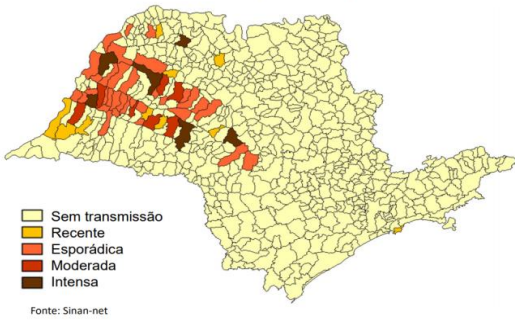 Sem transmissão
Recente
Esporádica
Moderada
Intensa
Fonte: Sinan-net